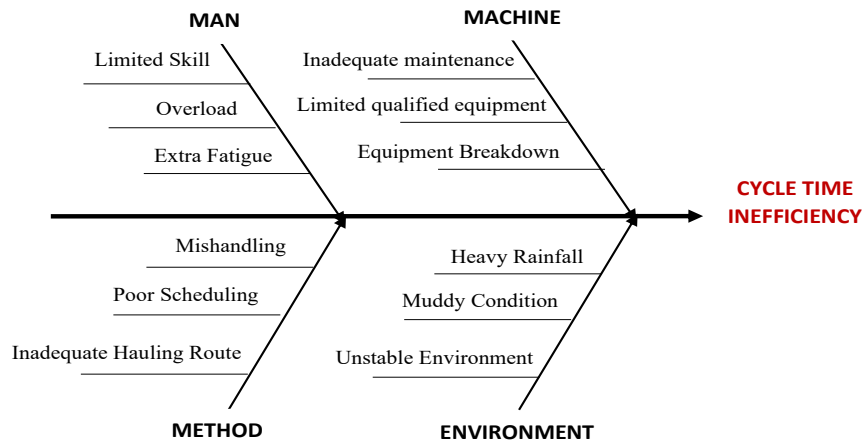 MAN
Limited Skill
Overload
Extra Fatigue
MACHINE
Inadequate maintenance
Limited qualified equipment
Equipment Breakdown
CYCLE TIME
INEFFICIENCY
Mishandling
Poor Scheduling
Inadequate Hauling Route
METHOD
Heavy Rainfall
Muddy Condition
Unstable Environment
ENVIRONMENT